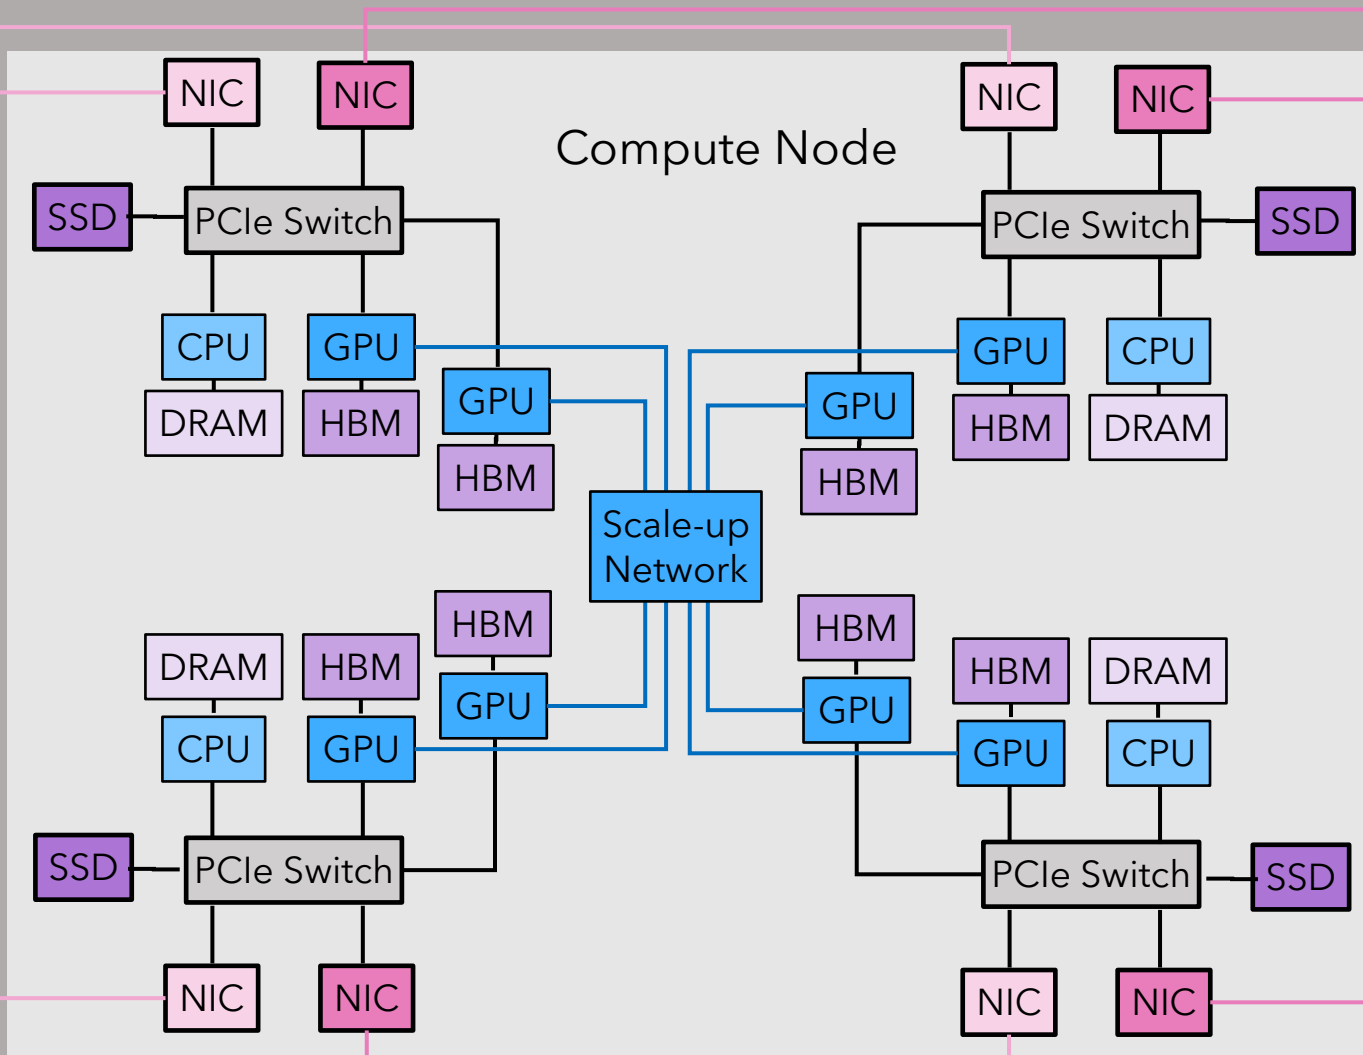 NIC
NIC
NIC
NIC
Compute Node
SSD
PCIe Switch
PCIe Switch
SSD
CPU
GPU
GPU
CPU
GPU
GPU
DRAM
HBM
HBM
DRAM
HBM
HBM
Scale-up
Network
HBM
HBM
DRAM
HBM
HBM
DRAM
GPU
GPU
CPU
GPU
GPU
CPU
SSD
PCIe Switch
PCIe Switch
SSD
NIC
NIC
NIC
NIC